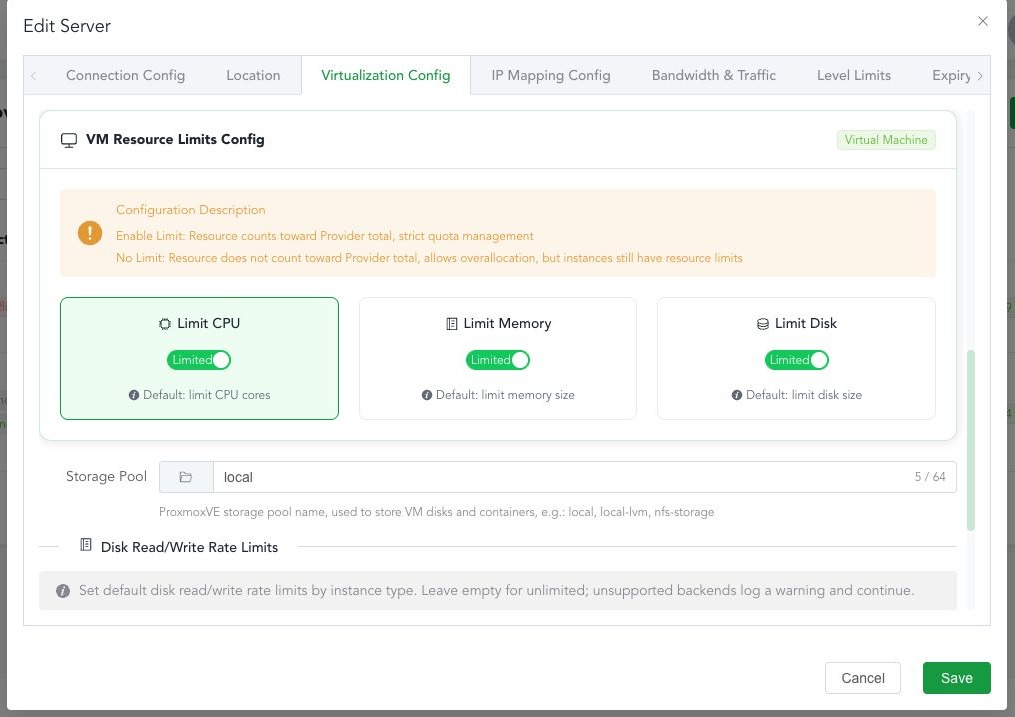 Edit Server
Connection Config
Location
Virtualization Config
IP Mapping Config
Bandwidth & Traffic
Level Limits
Expiry
VM Resource Limits Config
Virtual Machine
Configuration Description
Enable Limit: Resource counts toward Provider total, strict quota management
No Limit: Resource does not count toward Provider total, allows overallocation, but instances still have resource limits
Limit CPU
Limited
Default: limit CPU cores
Limit Memory
Limited
Default: limit memory size
Limit Disk
Limited
Default: limit disk size
Storage Pool
local
5 / 64
ProxmoxVE storage pool name, used to store VM disks and containers, e.g.: local, local-lvm, nfs-storage
Disk Read/Write Rate Limits
Set default disk read/write rate limits by instance type. Leave empty for unlimited; unsupported backends log a warning and continue.
Cancel
Save